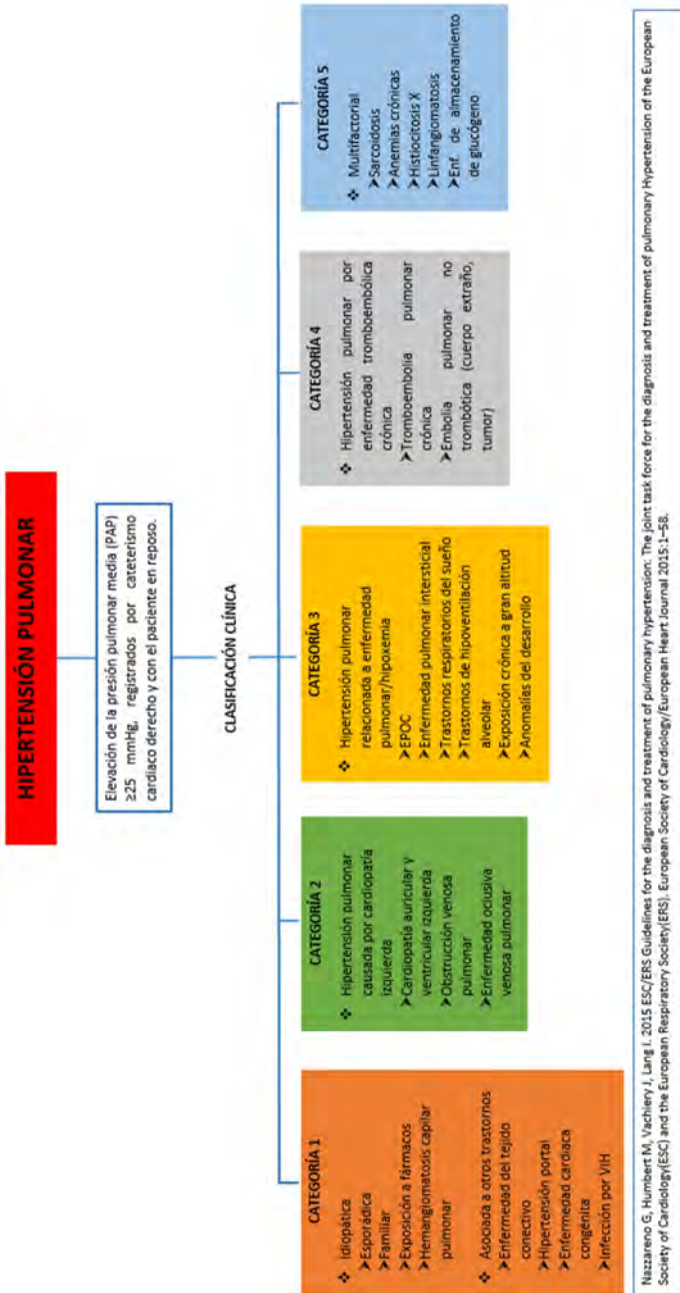 HIPERTENSIÓN PULMONAR
Elevación de la presión pulmonar media (PAP)
≥25 mmHg, registrados por cateterismo
cardiaco derecho y con el paciente en reposo.
CLASIFICACIÓN CLÍNICA
CATEGORÍA 1
❖ Idiopática
➤Esporádica
➤Familiar
➤Exposición a fármacos
➤Hemangiomatosis capilar
pulmonar
❖ Asociada a otros trastornos
➤Enfermedad del tejido
conectivo
➤Hipertensión portal
➤Enfermedad cardiaca
congénita
➤Infección por VIH
CATEGORÍA 2
❖ Hipertensión pulmonar
causada por cardiopatía
izquierda
➤Cardiopatía auricular y
ventricular izquierda
➤Obstrucción venosa
pulmonar
➤Enfermedad oclusiva
venosa pulmonar
CATEGORÍA 3
❖ Hipertensión pulmonar
relacionada a enfermedad
pulmonar/hipoxemia
➤EPOC
➤Enfermedad pulmonar intersticial
➤Trastornos respiratorios del sueño
➤Trastornos de hipoventilación
alveolar
➤Exposición crónica a gran altitud
➤Anomalías del desarrollo
CATEGORÍA 4
❖ Hipertensión pulmonar por
enfermedad tromboembólica
crónica
➤Tromboembolia pulmonar
crónica
➤Embolia pulmonar no
trombótica (cuerpo extraño,
tumor)
CATEGORÍA 5
❖ Multifactorial
➤Sarcoidosis
➤Anemias crónicas
➤Histiocitosis X
➤Linfangiomatosis
➤Enf. de almacenamiento
de glucógeno
Nazzareno G, Humbert M, Vachiery J, Lang I. 2015 ESC/ERS Guidelines for the diagnosis and treatment of pulmonary hypertension: The joint task force for the diagnosis and treatment of pulmonary Hypertension of the European
Society of Cardiology(ESC) and the European Respiratory Society(ERS). European Society of Cardiology/European Heart Journal 2015:1–58.